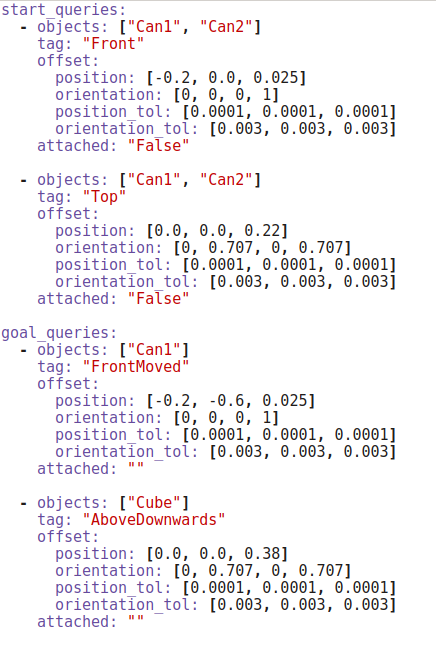 start_queries:
  - objects: ["Can1", "Can2"]
    tag: "Front"
    offset:
      position: [-0.2, 0.0, 0.025]
      orientation: [0, 0, 0, 1]
      position_tol: [0.0001, 0.0001, 0.0001]
      orientation_tol: [0.003, 0.003, 0.003]
    attached: "False"

  - objects: ["Can1", "Can2"]
    tag: "Top"
    offset:
      position: [0.0, 0.0, 0.22]
      orientation: [0, 0.707, 0, 0.707]
      position_tol: [0.0001, 0.0001, 0.0001]
      orientation_tol: [0.003, 0.003, 0.003]
    attached: "False"

goal_queries:
  - objects: ["Can1"]
    tag: "FrontMoved"
    offset:
      position: [-0.2, -0.6, 0.025]
      orientation: [0, 0, 0, 1]
      position_tol: [0.0001, 0.0001, 0.0001]
      orientation_tol: [0.003, 0.003, 0.003]
    attached: ""

  - objects: ["Cube"]
    tag: "AboveDownwards"
    offset:
      position: [0.0, 0.0, 0.38]
      orientation: [0, 0.707, 0, 0.707]
      position_tol: [0.0001, 0.0001, 0.0001]
      orientation_tol: [0.003, 0.003, 0.003]
    attached: ""